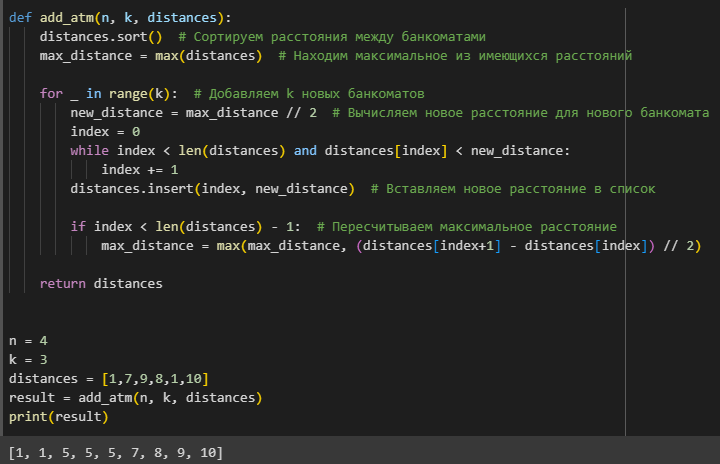 def add_atm(n, k, distances):
    distances.sort()  # Сортируем расстояния между банкоматами
    max_distance = max(distances)  # Находим максимальное из имеющихся расстояний

    for _ in range(k):  # Добавляем k новых банкоматов
        new_distance = max_distance // 2  # Вычисляем новое расстояние для нового банкомата
        index = 0
        while index < len(distances) and distances[index] < new_distance:
            index += 1
        distances.insert(index, new_distance)  # Вставляем новое расстояние в список

        if index < len(distances) - 1:  # Пересчитываем максимальное расстояние
            max_distance = max(max_distance, (distances[index+1] - distances[index]) // 2)

    return distances


n = 4
k = 3
distances = [1,7,9,8,1,10]
result = add_atm(n, k, distances)
print(result)

[1, 1, 5, 5, 5, 7, 8, 9, 10]